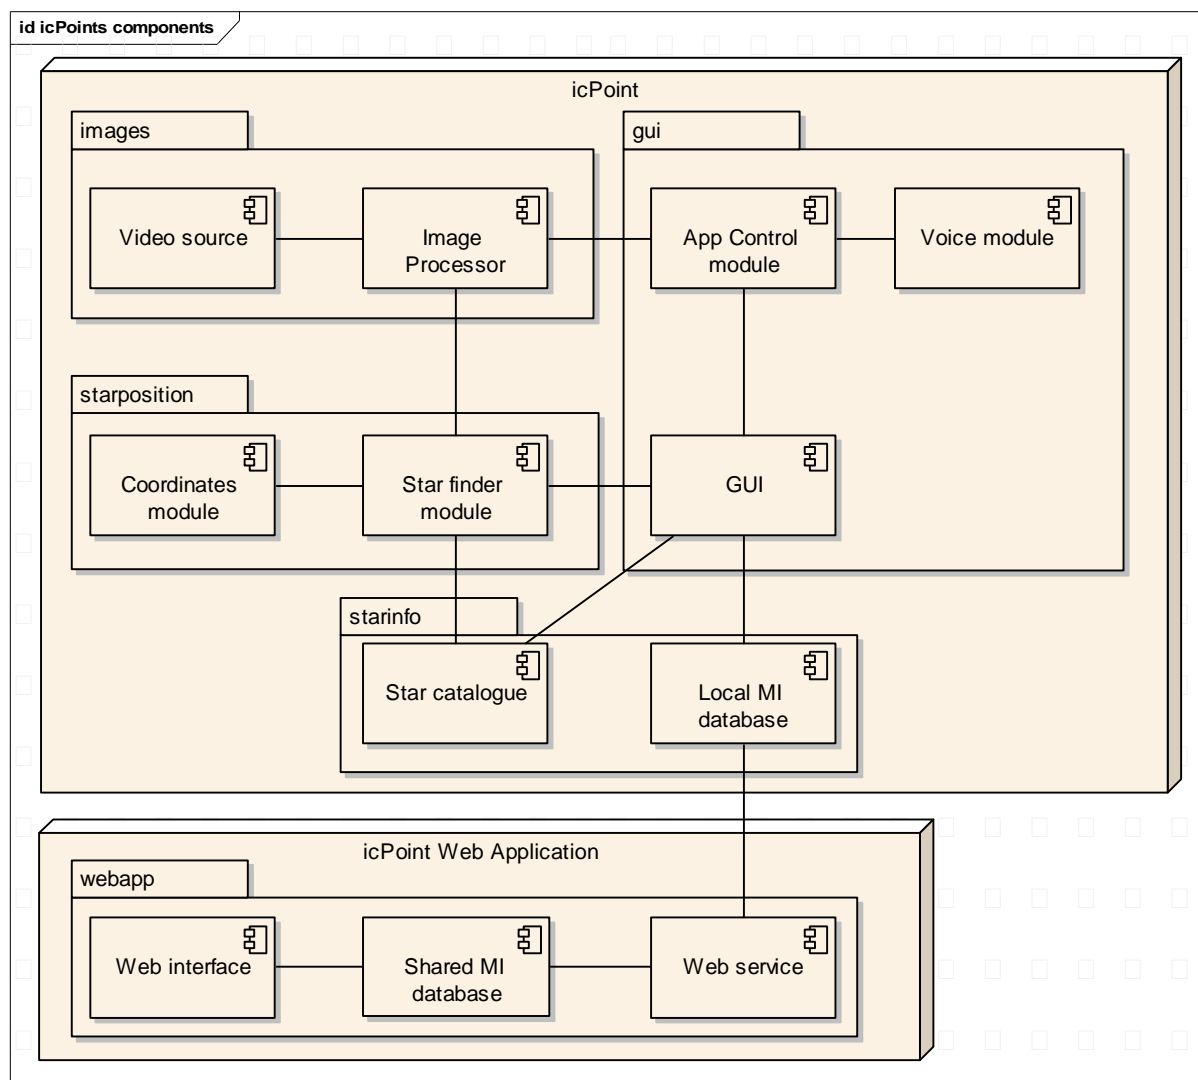 id icPoints components
icPoint
images
gui
Video source
Image
Processor
App Control
module
Voice module
starposition
Coordinates
module
Star finder
module
GUI
starinfo
Star catalogue
Local MI
database
icPoint Web Application
webapp
Web interface
Shared MI
database
Web service